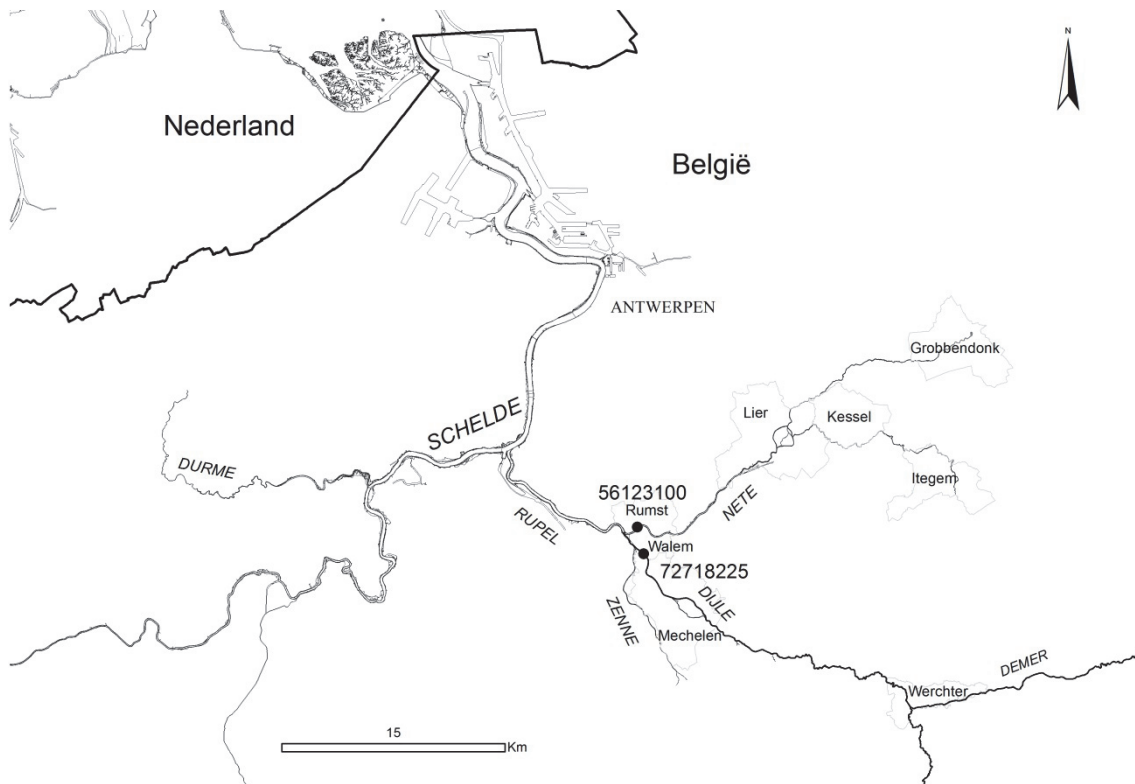 N
Nederland
België
ANTWERPEN
Grobbendonk
Lier
Kessel
SCHELDE
DURME
Itegem
56123100
NETE
Rumst
RUPEL
Walem
72718225
DIJLE
ZENNE
Mechelen
DEMER
Werchter
15
Km